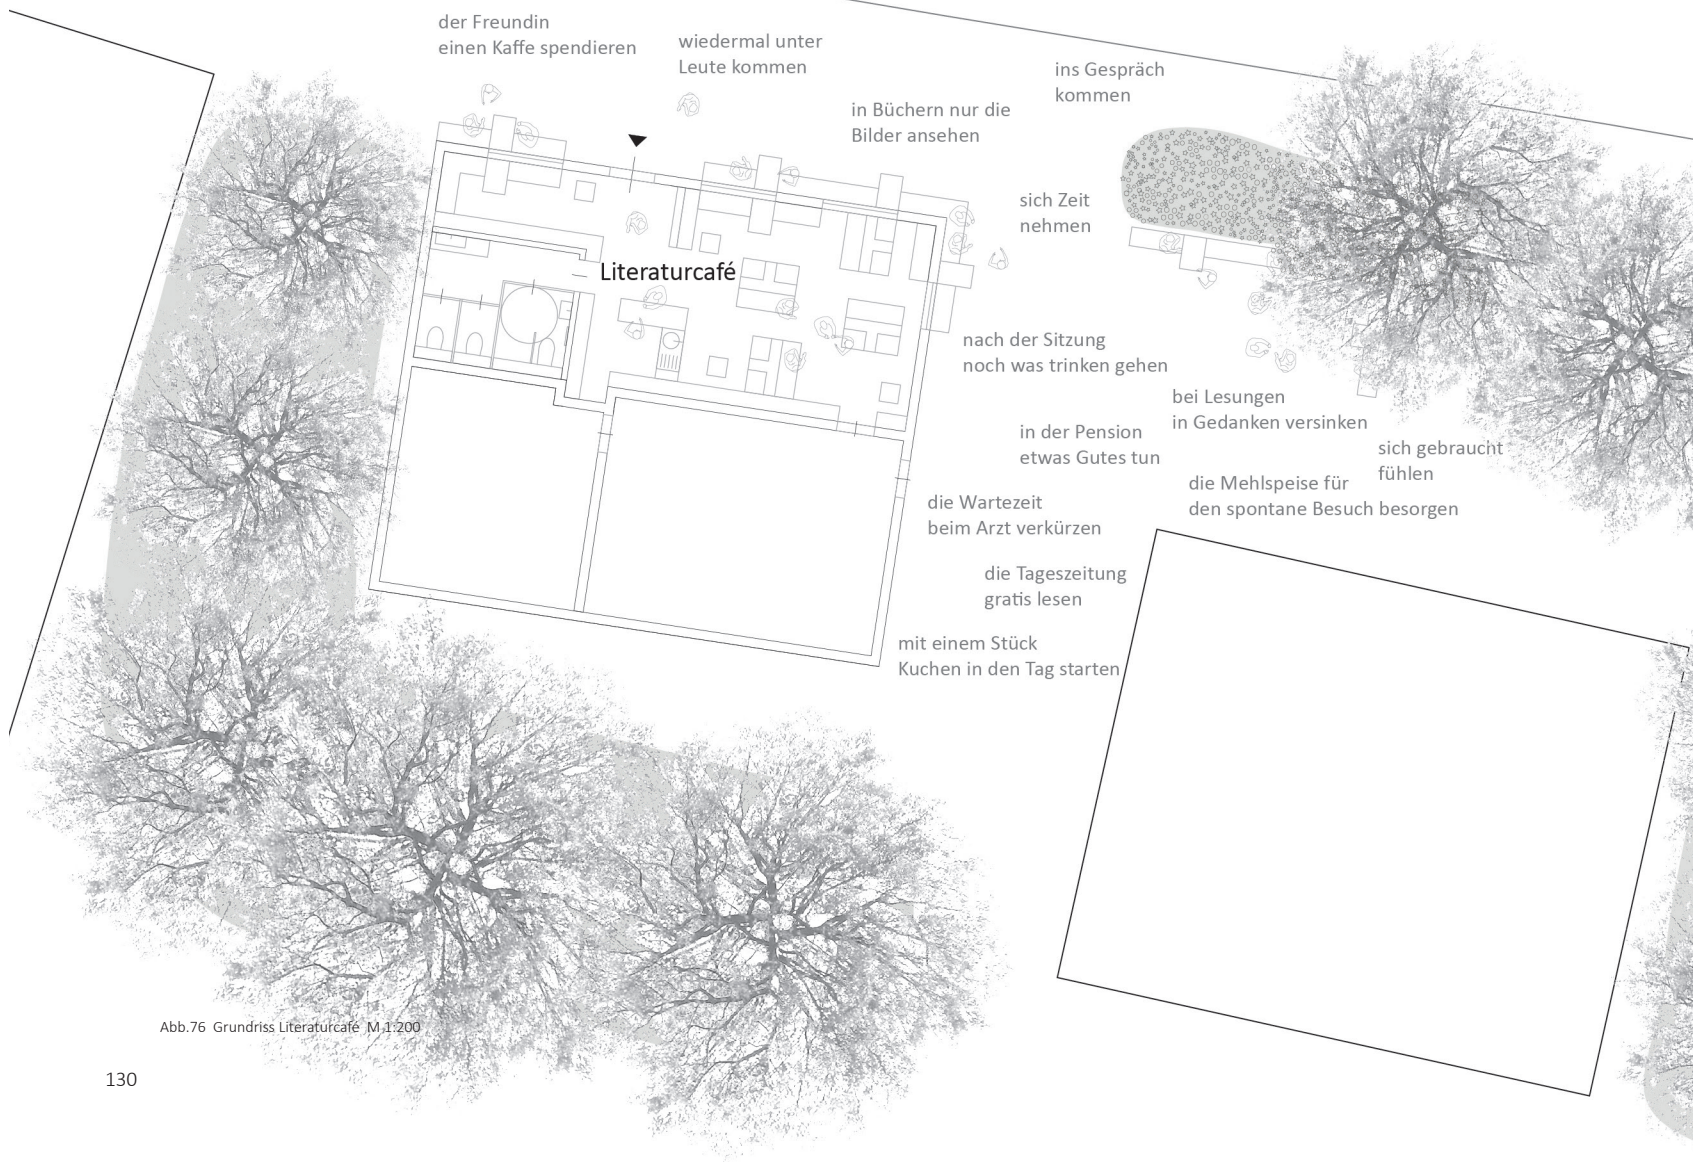 der Freundin
einen Kaffe spendieren
wiedermal unter
Leute kommen
ins Gespräch
kommen
in Büchern nur die
Bilder ansehen
sich Zeit
nehmen
Literaturcafé
nach der Sitzung
noch was trinken gehen
bei Lesungen
in Gedanken versinken
in der Pension
etwas Gutes tun
sich gebraucht
fühlen
die Mehlspeise für
den spontane Besuch besorgen
die Wartezeit
beim Arzt verkürzen
die Tageszeitung
gratis lesen
mit einem Stück
Kuchen in den Tag starten
Abb.76 Grundriss Literaturcafé M 1:200
130